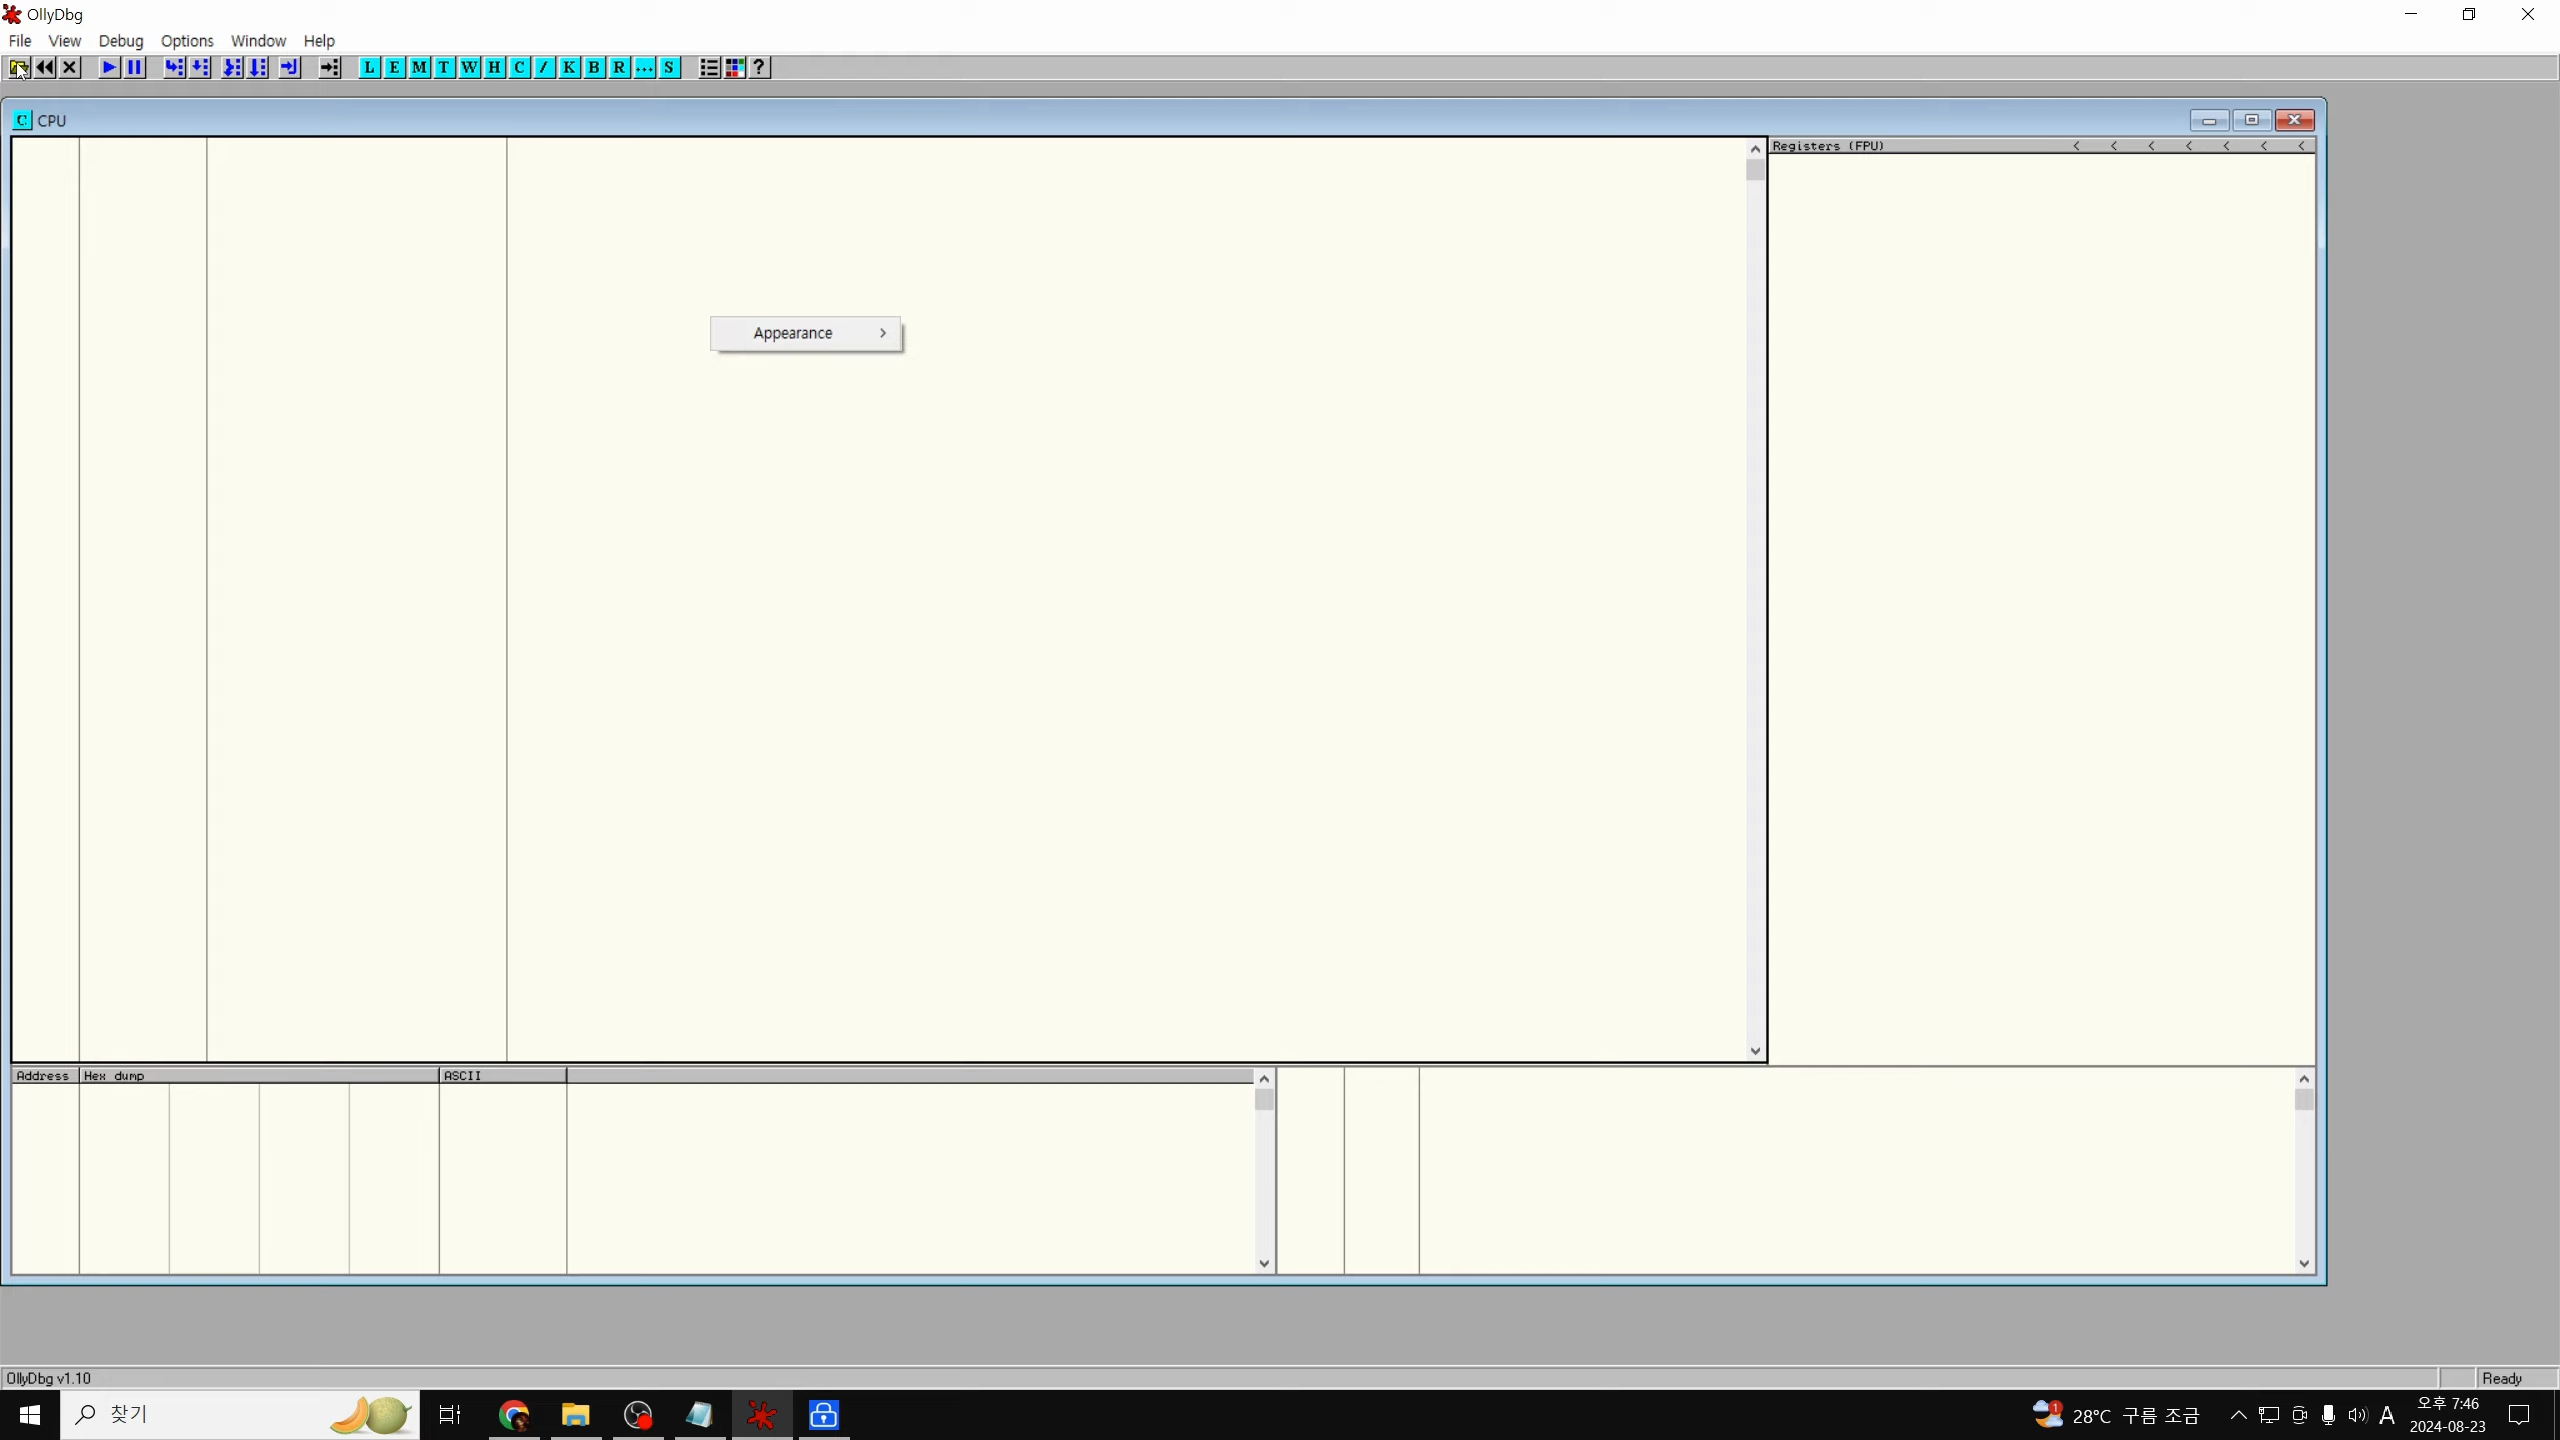 OllyDbg
File View Debug Options Window Help
L E M T W H C / K B R ... S ?
C CPU
Registers (FPU) < < < < < < <
Appearance >
Address Hex dump ASCII
OllyDbg v1.10
Ready
찾기
1 28°C 구름 조금
A
오후 7:46
2024-08-23